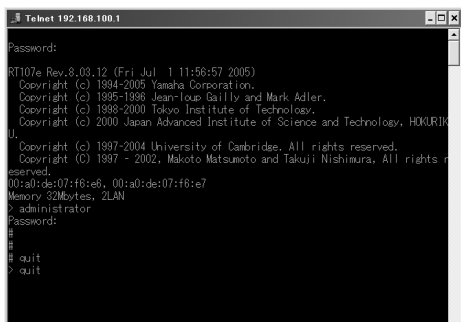 Telnet 192.168.100.1
Password:
RT107e Rev.8.03.12 (Fri Jul  1 11:56:57 2005)
  Copyright (c) 1994-2005 Yamaha Corporation.
  Copyright (c) 1995-1996 Jean-loup Gailly and Mark Adler.
  Copyright (c) 1998-2000 Tokyo Institute of Technology.
  Copyright (c) 2000 Japan Advanced Institute of Science and Technology, HOKURIK
U.
  Copyright (c) 1997-2004 University of Cambridge. All rights reserved.
  Copyright (C) 1997 - 2002, Makoto Matsumoto and Takuji Nishimura, All rights r
eserved.
00:a0:de:07:f6:e6, 00:a0:de:07:f6:e7
Memory 32Mbytes, 2LAN
> administrator
Password:
#
#
# quit
> quit